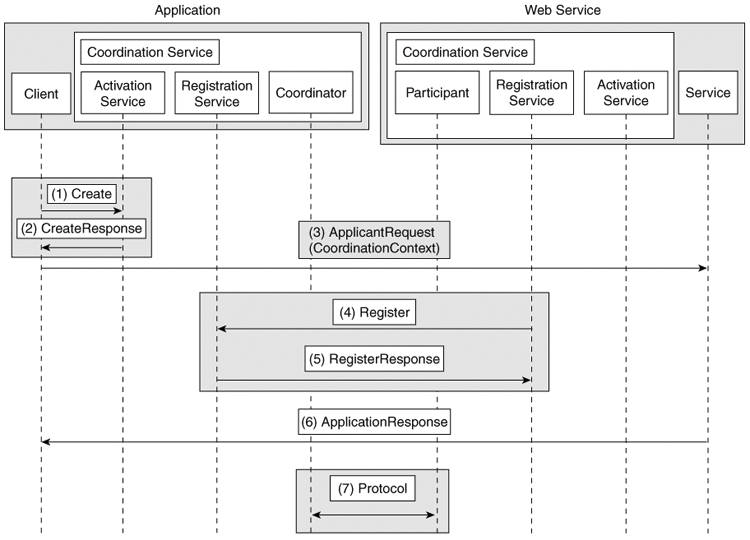 Application
Web Service
Coordination Service
Coordination Service
Client
Activation
Service
Registration
Service
Coordinator
Participant
Registration
Service
Activation
Service
Service
(1) Create
(2) CreateResponse
(3) ApplicantRequest
(CoordinationContext)
(4) Register
(5) RegisterResponse
(6) ApplicationResponse
(7) Protocol